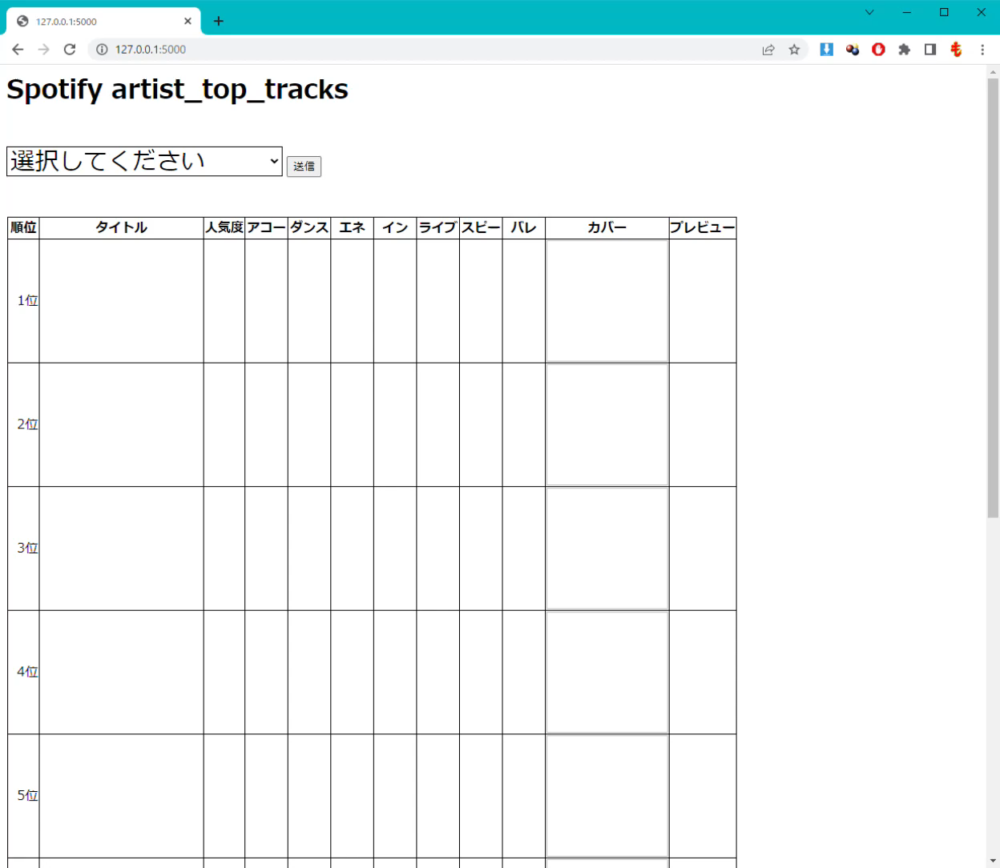 127.0.0.1:5000
127.0.0.1:5000
Spotify artist_top_tracks
選択してください 送信
順位 タイトル 人気度 アコー ダンス エネ イン ライブ スピー バレ カバー プレビュー
1位
2位
3位
4位
5位